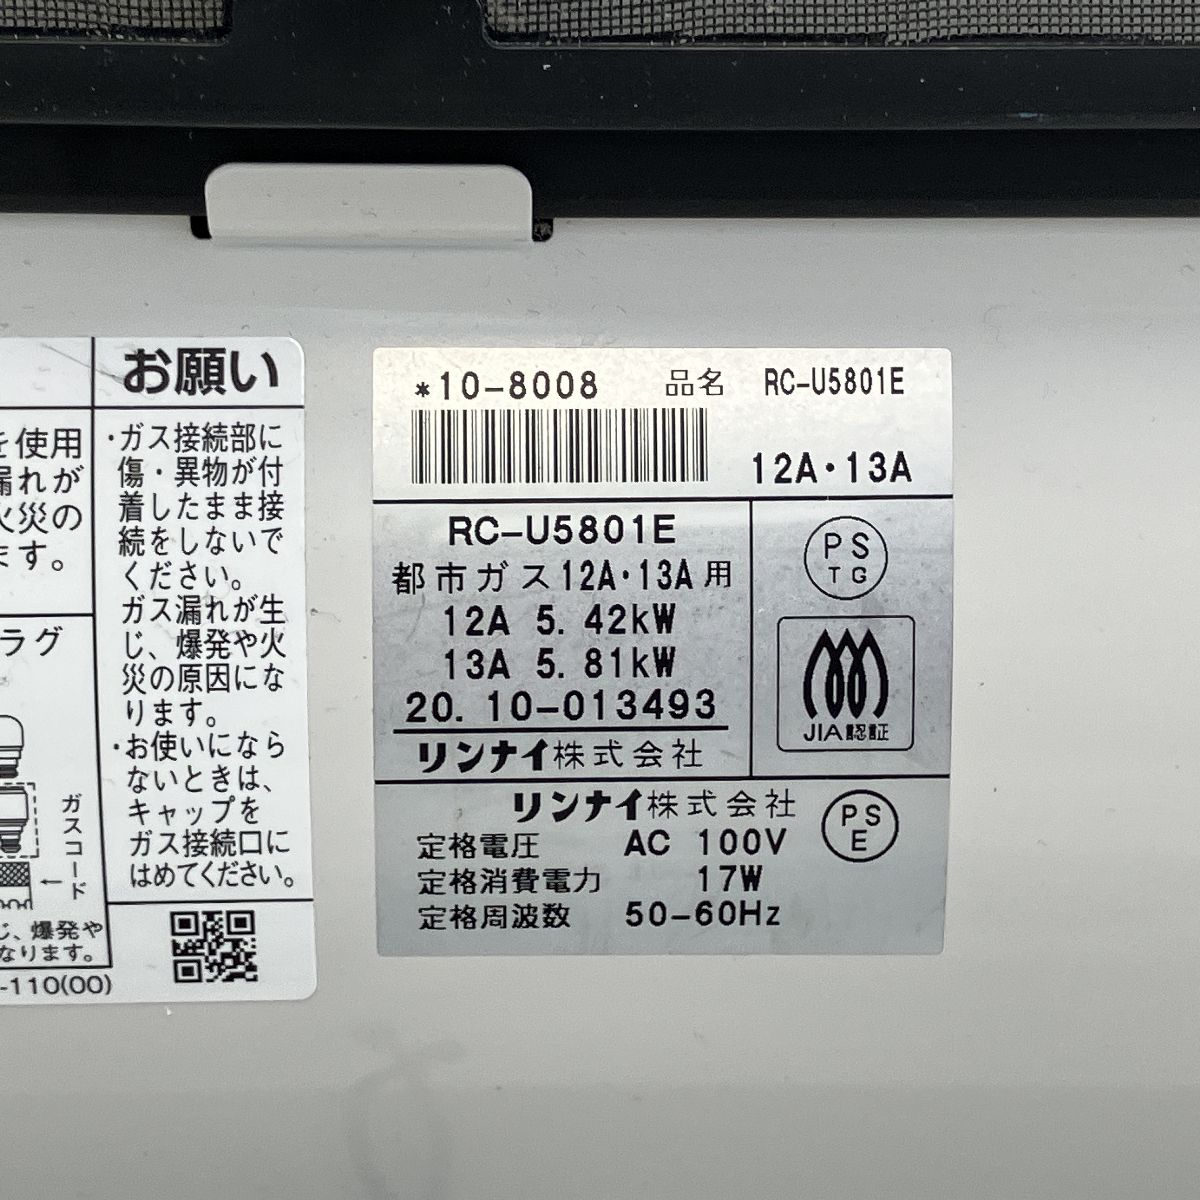 を使用
漏れが
火災の
ます。
ラグ
ガスコード
じ、爆発や
なります。
-110(00)
お願い
・ガス接続部に
傷・異物が付
着したまま接
続をしないで
ください。
ガス漏れが生
じ、爆発や火
災の原因にな
ります。
・お使いになら
ないときは、
キャップを
ガス接続口に
はめてください。
*10-8008 品名 RC-U5801E
12A・13A
RC-U5801E
都市ガス12A・13A用
12A 5.42kW
13A 5.81kW
20.10-013493
リンナイ株式会社
PS
TG
JIA認証
リンナイ株式会社
PS
E
定格電圧 AC 100V
定格消費電力 17W
定格周波数 50-60Hz